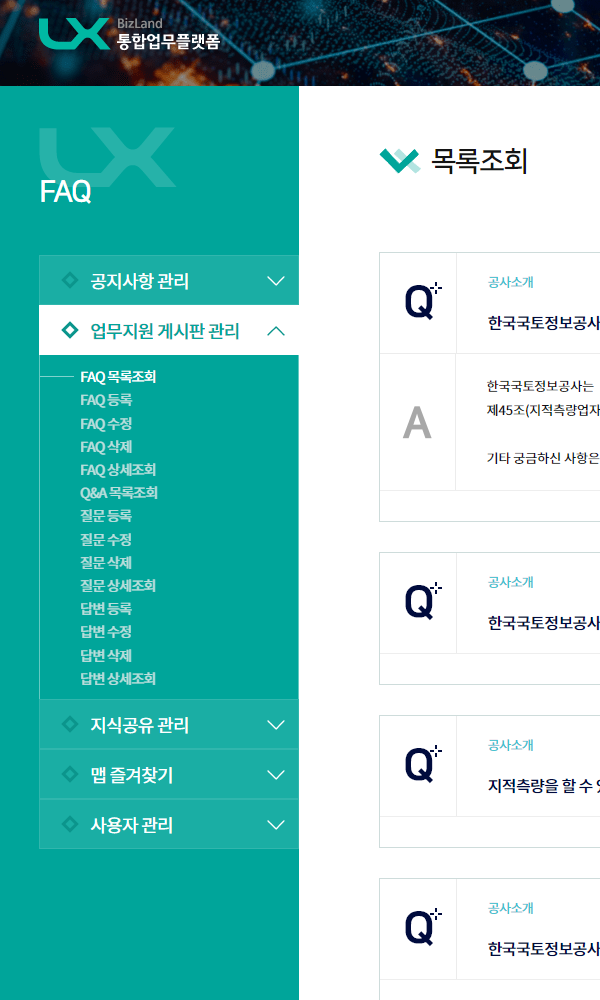 LX BizLand
통합업무플랫폼
LX
FAQ
공지사항 관리
업무지원 게시판 관리
FAQ 목록조회
FAQ 등록
FAQ 수정
FAQ 삭제
FAQ 상세조회
Q&A 목록조회
질문 등록
질문 수정
질문 삭제
질문 상세조회
답변 등록
답변 수정
답변 삭제
답변 상세조회
지식공유 관리
맵 즐겨찾기
사용자 관리
목록조회
Q
공사소개
한국국토정보공사
A
한국국토정보공사는
제45조(지적측량업자
기타 궁금하신 사항은
Q
공사소개
한국국토정보공사
Q
공사소개
지적측량을 할 수
Q
공사소개
한국국토정보공사